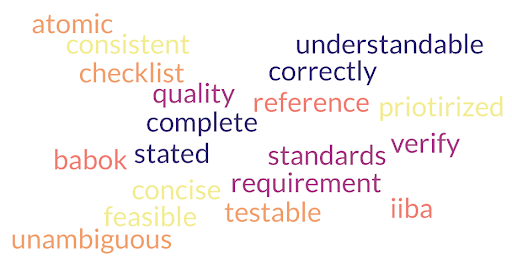 atomic
consistent
understandable
checklist
correctly
quality
reference
priotirized
complete
verify
babok
stated
standards
concise
requirement
feasible
testable
iiba
unambiguous